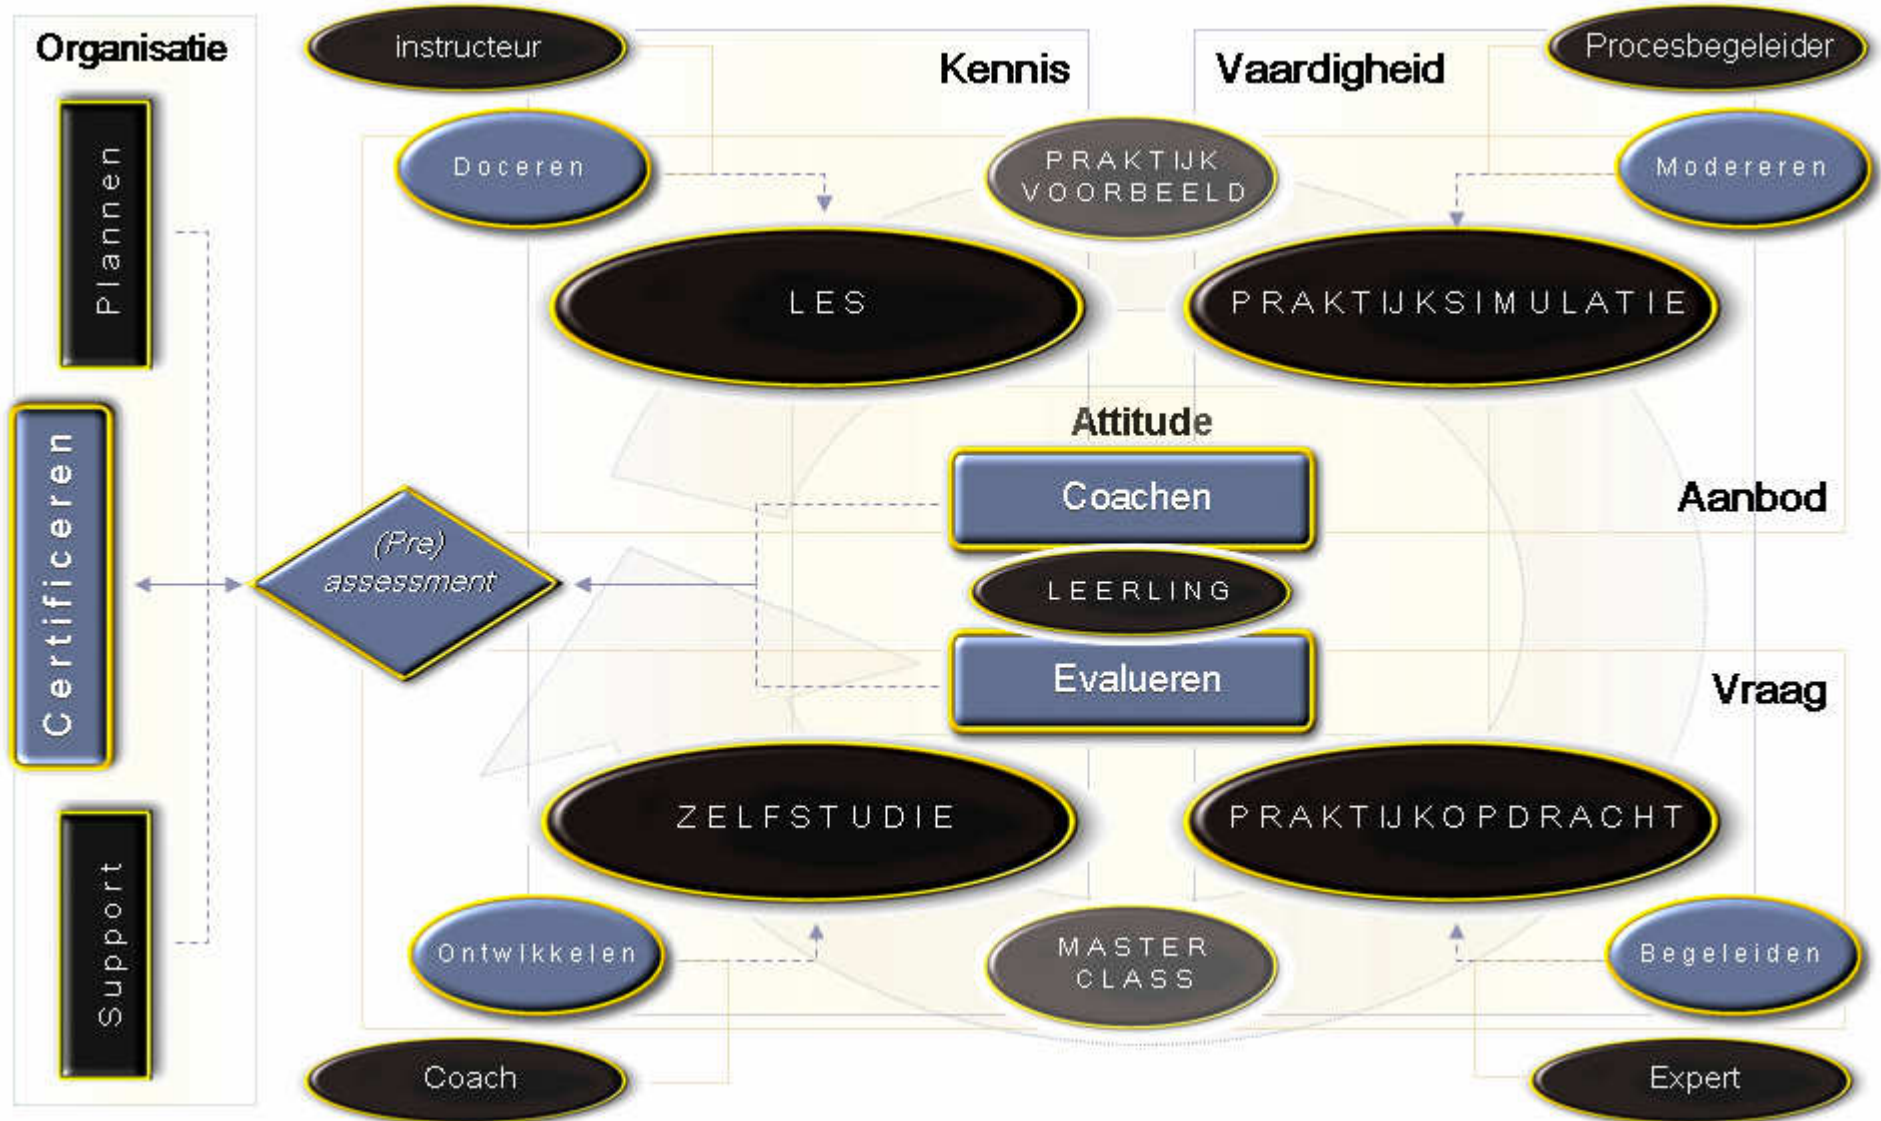 Organisatie
Plannen
Certificeren
Support
instructeur
Kennis
Vaardigheid
Procesbegeleider
Doceren
PRAKTIJK
VOORBEELD
Modereren
LES
PRAKTIJKSIMULATIE
Attitude
Coachen
Aanbod
(Pre)
assessment
LEERLING
Evalueren
Vraag
ZELFSTUDIE
PRAKTIJKOPDRACHT
Ontwikkelen
MASTER
CLASS
Begeleiden
Coach
Expert